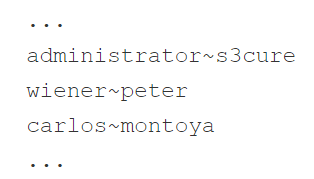 ...
administrator~s3cure
wiener~peter
carlos~montoya
...